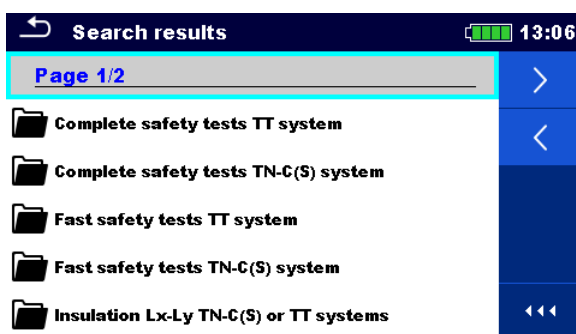 Search results
13:06
Page 1/2
Complete safety tests TT system
Complete safety tests TN-C(S) system
Fast safety tests TT system
Fast safety tests TN-C(S) system
Insulation Lx-Ly TN-C(S) or TT systems